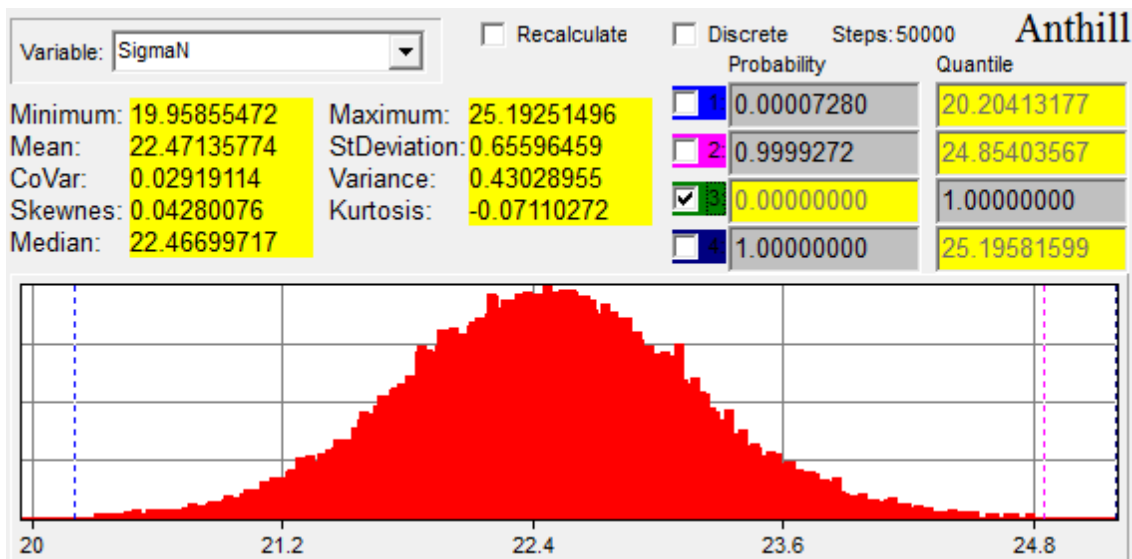 Variable: SigmaN Recalculate Discrete Steps:50000 Anthill
Probability Quantile
Minimum: 19.95855472 Maximum: 25.19251496 1: 0.00007280 20.20413177
Mean: 22.47135774 StDeviation: 0.65596459 2: 0.9999272 24.85403567
CoVar: 0.02919114 Variance: 0.43028955 3: 0.00000000 1.00000000
Skewnes: 0.04280076 Kurtosis: -0.07110272 4: 1.00000000 25.19581599
Median: 22.46699717
20 21.2 22.4 23.6 24.8